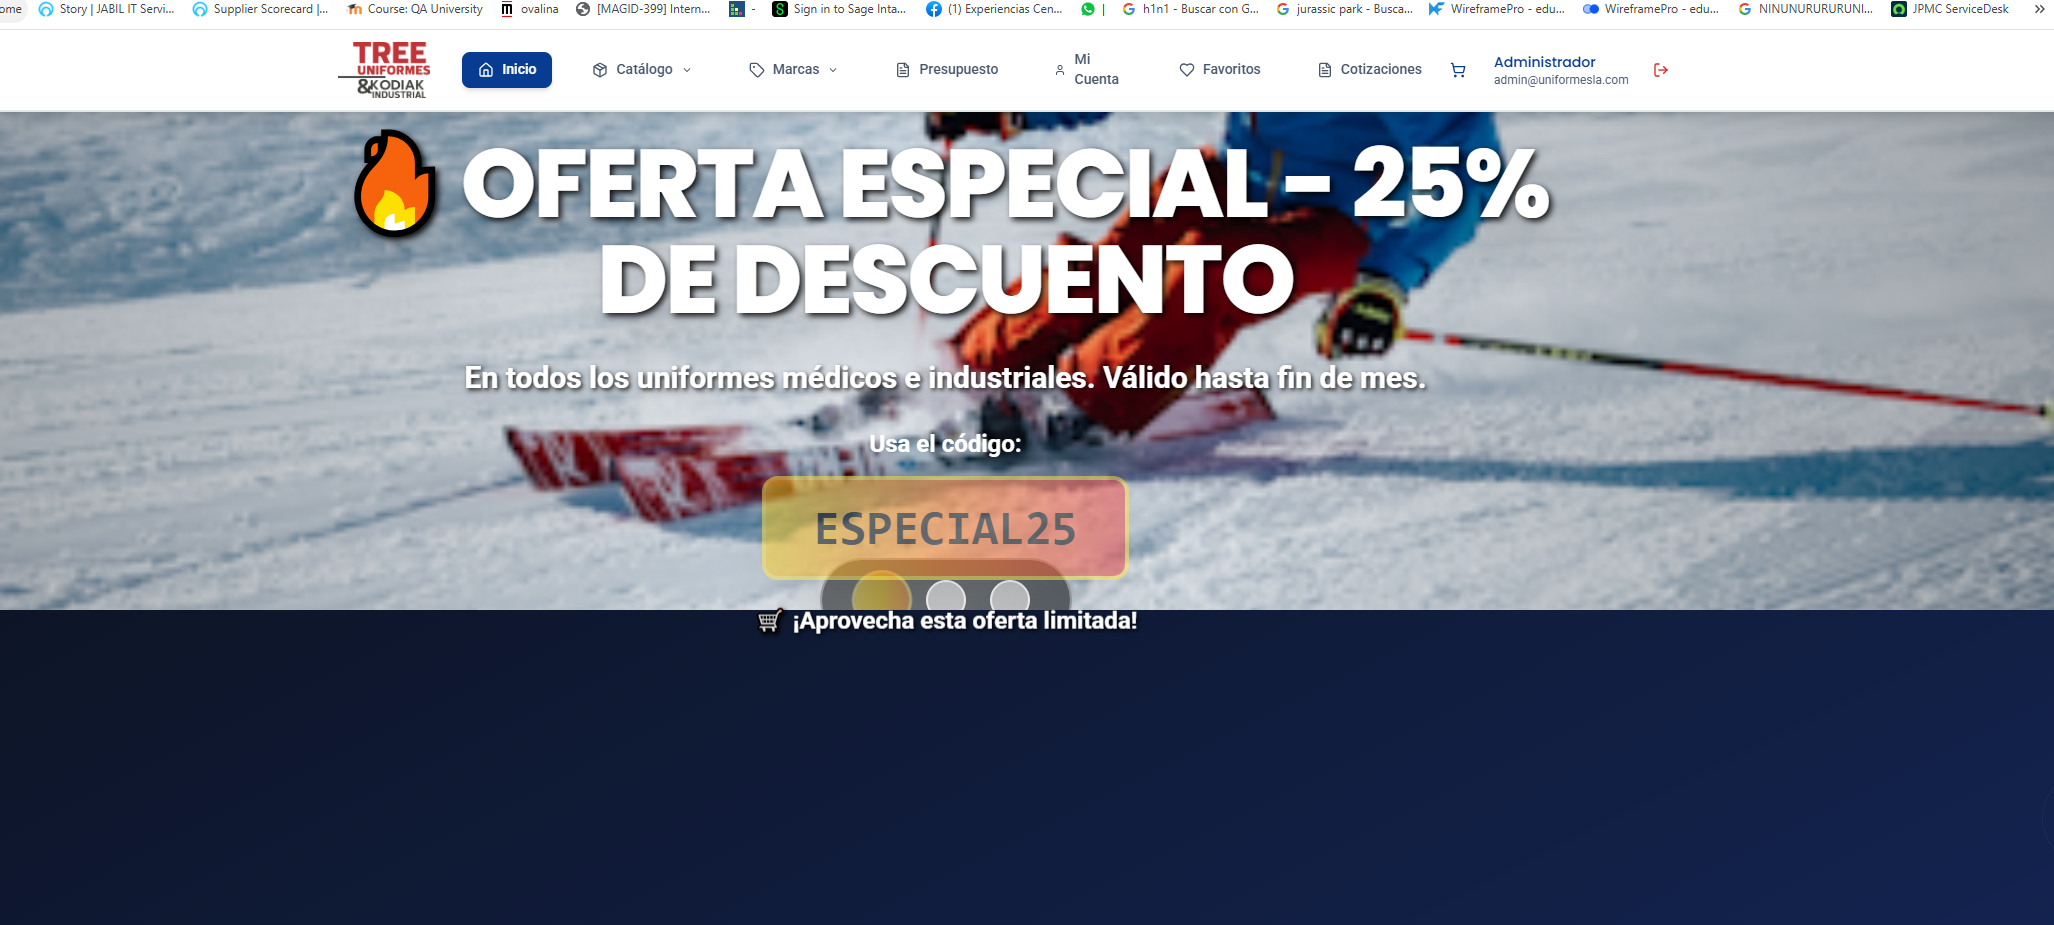 ome
Story | JABIL IT Servi...
Supplier Scorecard |...
Course: QA University
ovalina
[MAGID-399] Intern...
-
Sign in to Sage Inta...
(1) Experiencias Cen...
|
h1n1 - Buscar con G...
jurassic park - Busca...
WireframePro - edu...
WireframePro - edu...
NINUNURURURUNI...
JPMC ServiceDesk
TREE
UNIFORMES
&KODIAK
INDUSTRIAL
Inicio
Catálogo
Marcas
Presupuesto
Mi
Cuenta
Favoritos
Cotizaciones
Administrador
admin@uniformesla.com
OFERTA ESPECIAL - 25%
DE DESCUENTO
En todos los uniformes médicos e industriales. Válido hasta fin de mes.
Usa el código:
ESPECIAL25
¡Aprovecha esta oferta limitada!